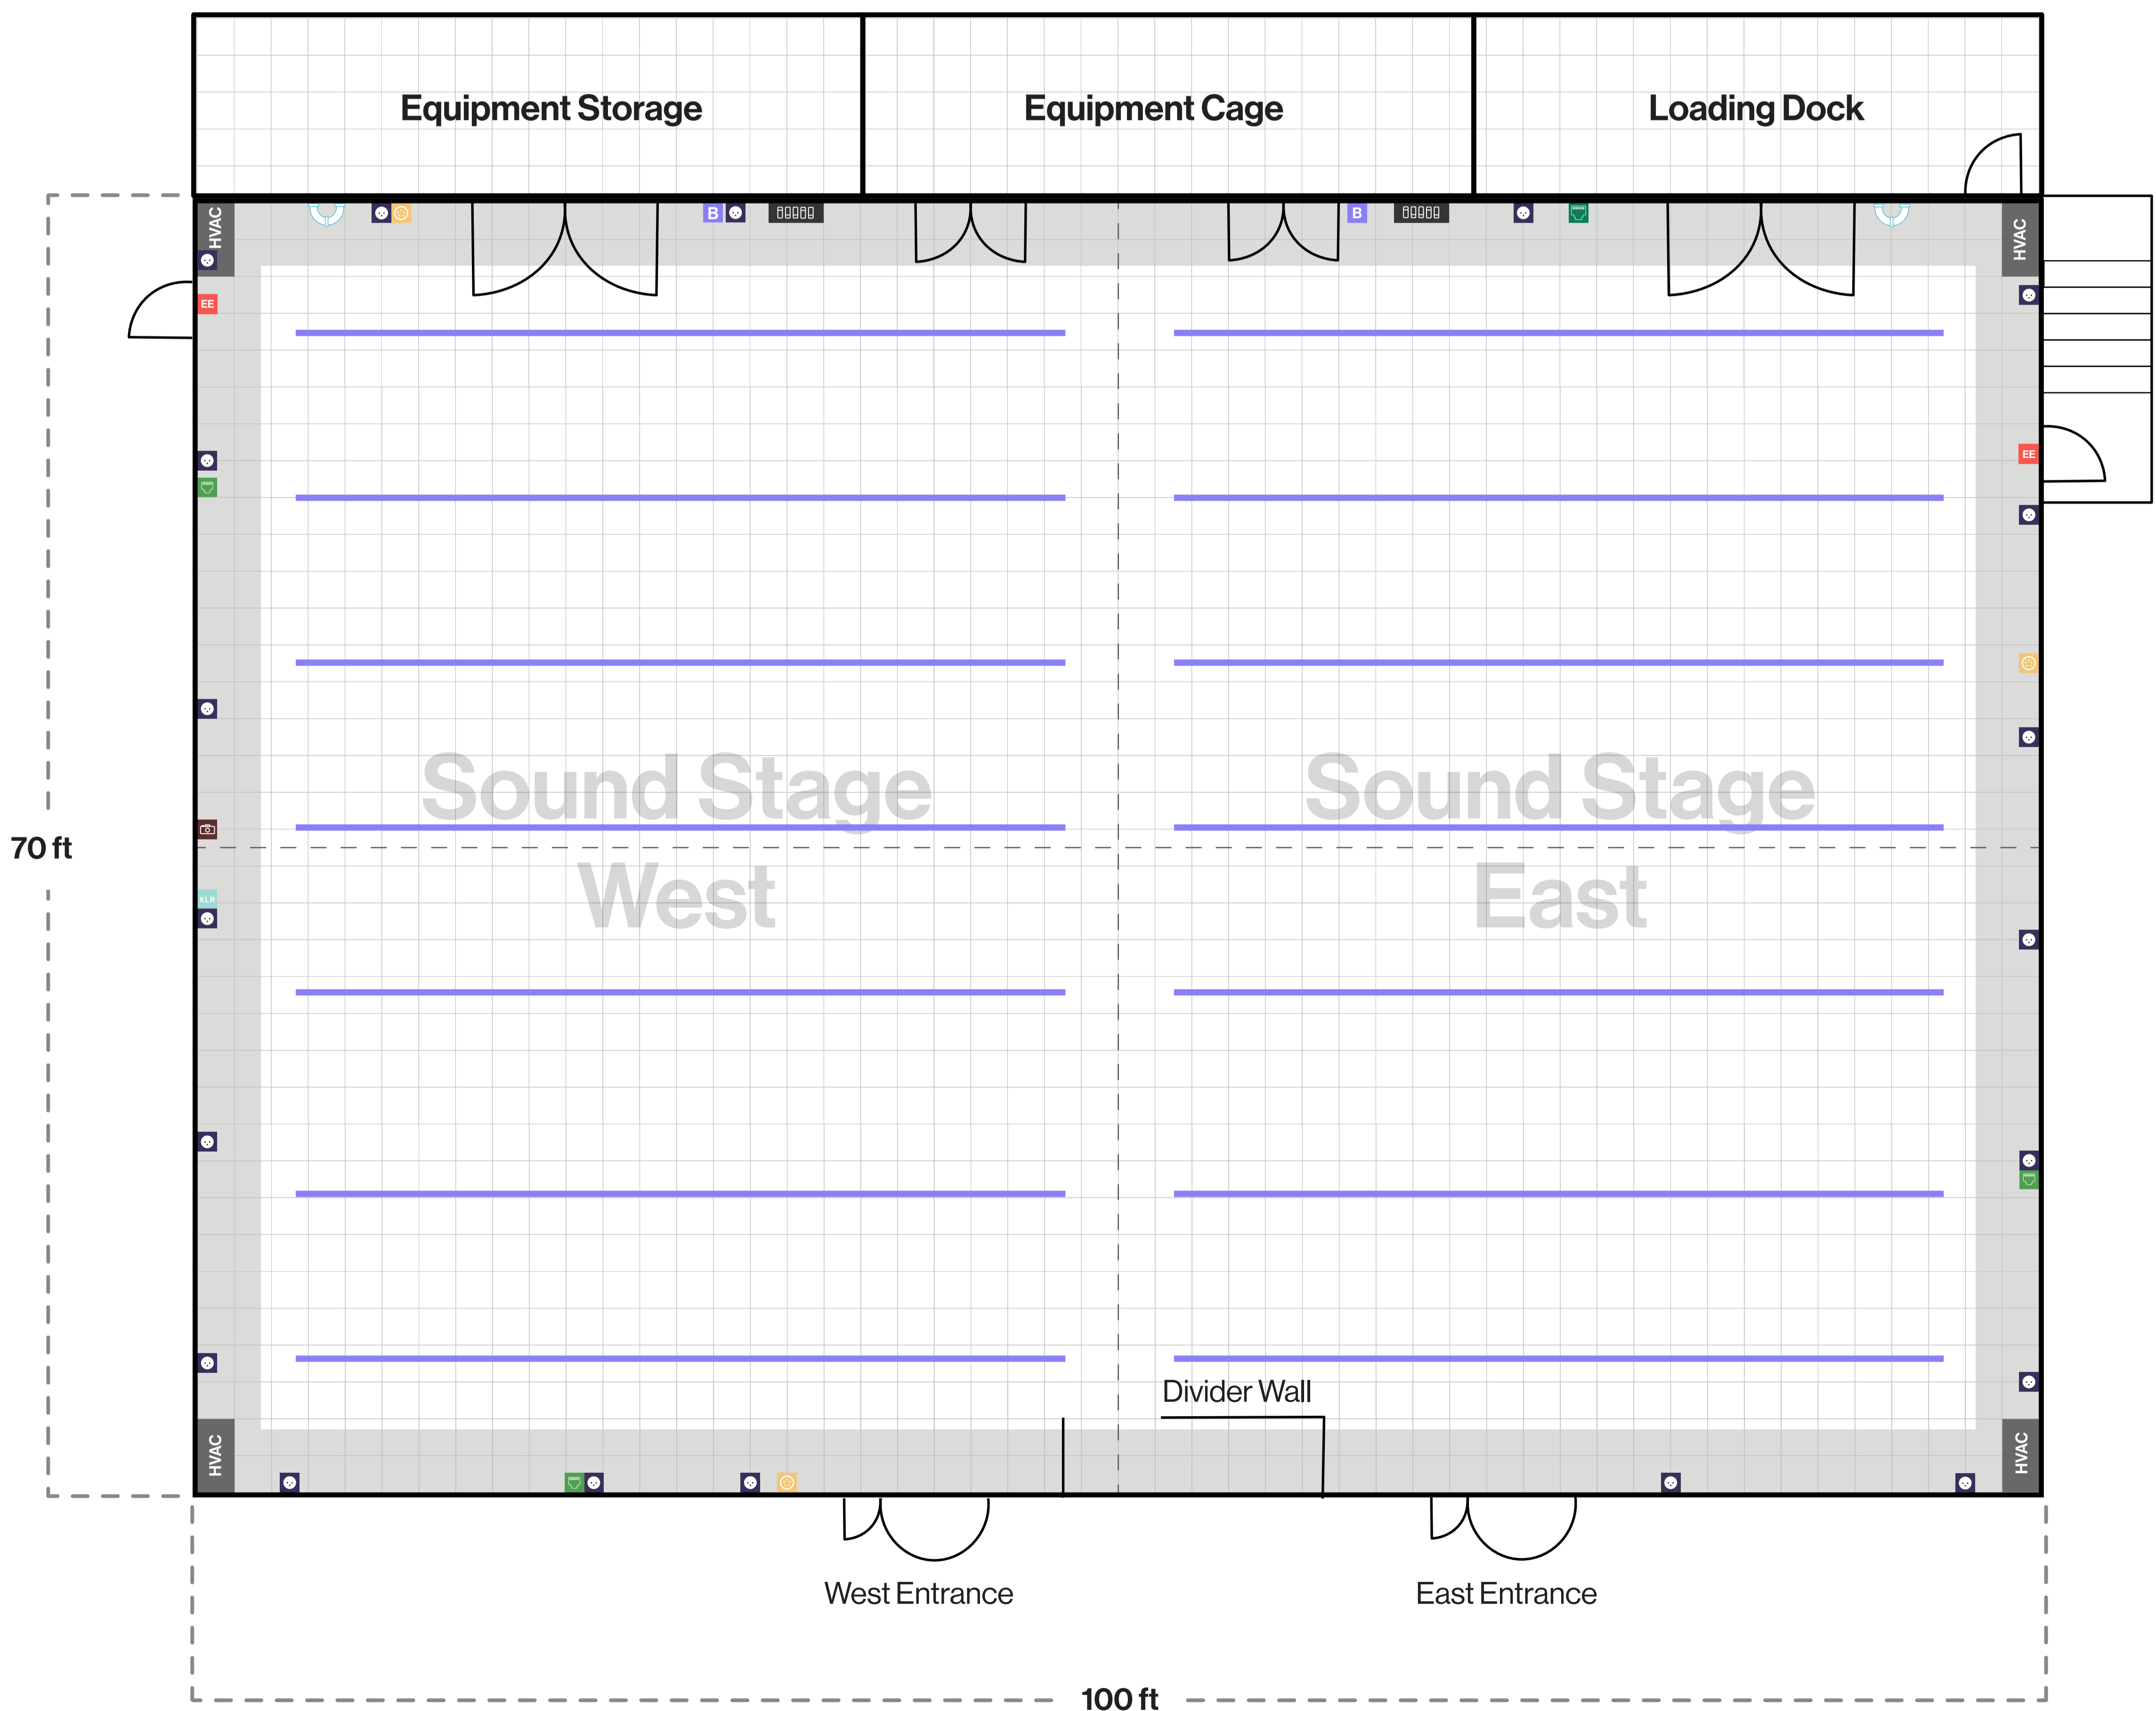 Equipment Storage
Equipment Cage
Loading Dock
HVAC
B
B
HVAC
EE
EE
Sound Stage
West
Sound Stage
East
70 ft
XLR
Divider Wall
HVAC
HVAC
West Entrance
East Entrance
100 ft